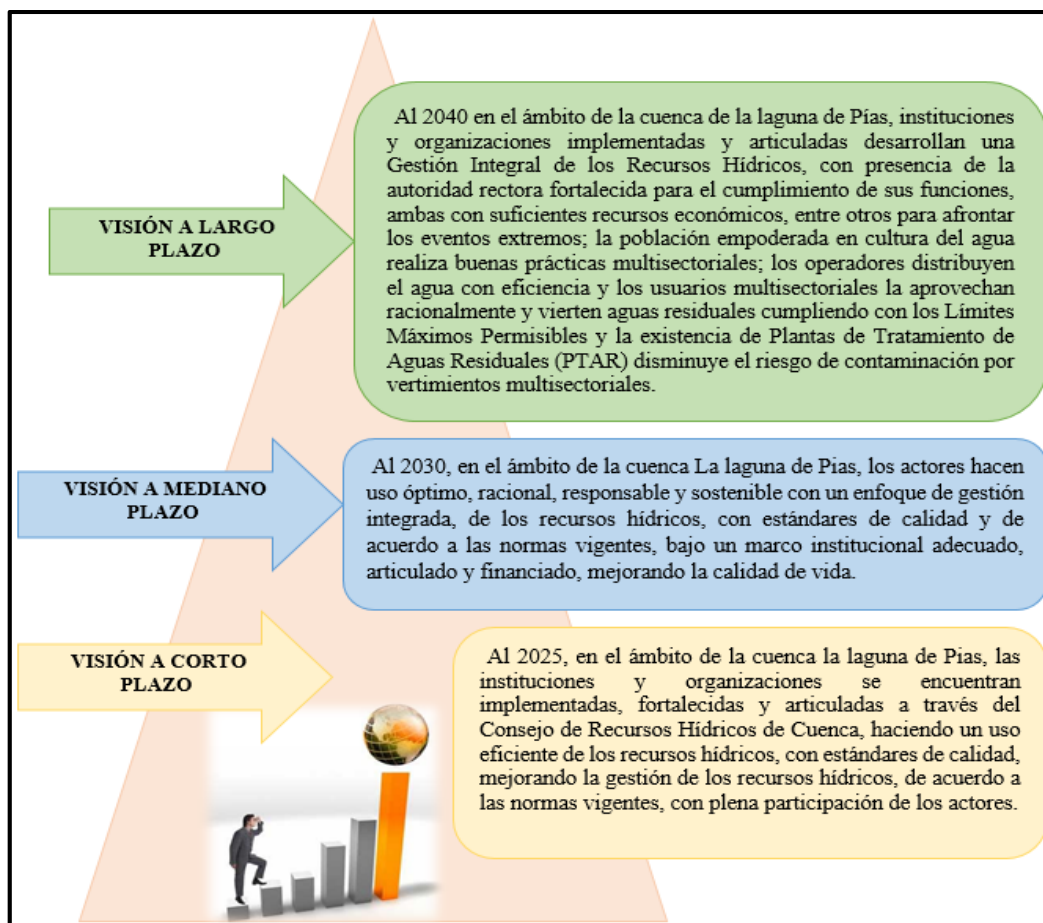 VISIÓN A LARGO
PLAZO
Al 2040 en el ámbito de la cuenca de la laguna de Pías, instituciones
y organizaciones implementadas y articuladas desarrollan una
Gestión Integral de los Recursos Hídricos, con presencia de la
autoridad rectora fortalecida para el cumplimiento de sus funciones,
ambas con suficientes recursos económicos, entre otros para afrontar
los eventos extremos; la población empoderada en cultura del agua
realiza buenas prácticas multisectoriales; los operadores distribuyen
el agua con eficiencia y los usuarios multisectoriales la aprovechan
racionalmente y vierten aguas residuales cumpliendo con los Límites
Máximos Permisibles y la existencia de Plantas de Tratamiento de
Aguas Residuales (PTAR) disminuye el riesgo de contaminación por
vertimientos multisectoriales.
VISIÓN A MEDIANO
PLAZO
Al 2030, en el ámbito de la cuenca La laguna de Pias, los actores hacen
uso óptimo, racional, responsable y sostenible con un enfoque de gestión
integrada, de los recursos hídricos, con estándares de calidad y de
acuerdo a las normas vigentes, bajo un marco institucional adecuado,
articulado y financiado, mejorando la calidad de vida.
VISIÓN A CORTO
PLAZO
Al 2025, en el ámbito de la cuenca la laguna de Pias, las
instituciones y organizaciones se encuentran
implementadas, fortalecidas y articuladas a través del
Consejo de Recursos Hídricos de Cuenca, haciendo un uso
eficiente de los recursos hídricos, con estándares de calidad,
mejorando la gestión de los recursos hídricos, de acuerdo a
las normas vigentes, con plena participación de los actores.